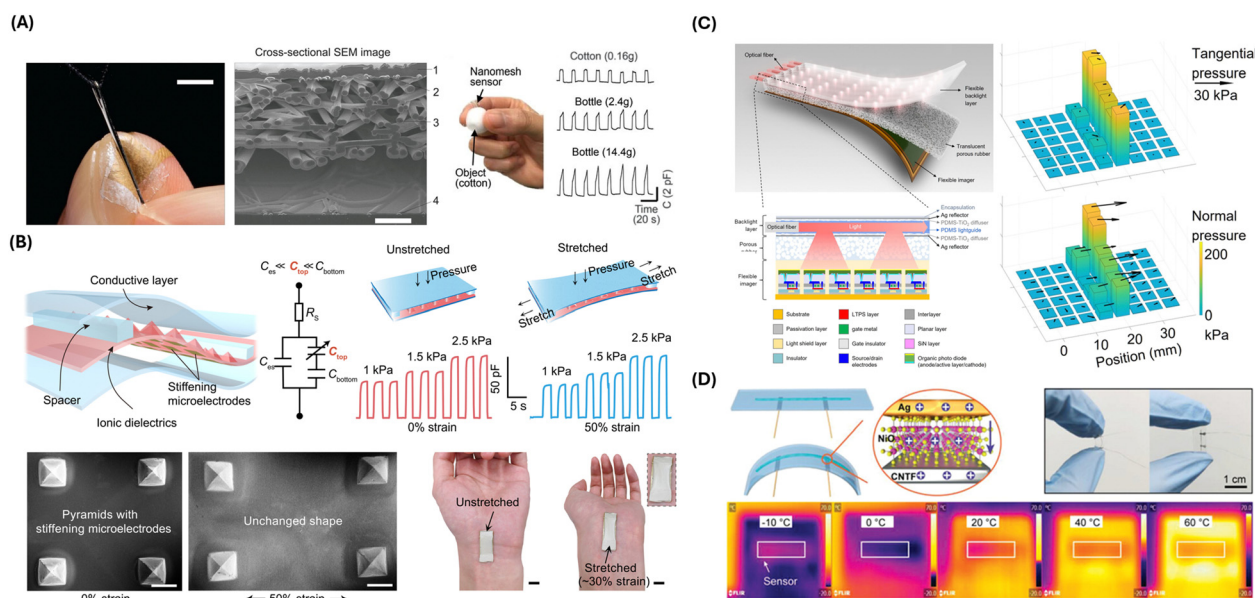 (A)
Cross-sectional SEM image
1
2
3
4
Nanomesh
sensor
Object
(cotton)
Cotton (0.16g)
Bottle (2.4g)
Bottle (14.4g)
C (2 pF)
Time
(20 s)
(B)
Conductive layer
Spacer
Ionic dielectrics
Stiffening
microelectrodes
Ces << Ctop << Cbottom
RS
Ces
Ctop
Cbottom
Unstretched
Pressure
Stretched
Pressure
Stretch
Stretch
1 kPa
1.5 kPa
2.5 kPa
0% strain
50 pF
5 s
1 kPa
1.5 kPa
2.5 kPa
50% strain
Pyramids with
stiffening microelectrodes
Unchanged shape
0% strain
50% strain
Unstretched
Stretched
(~30% strain)
(C)
Optical fiber
Flexible
backlight
layer
Translucent
porous rubber
Flexible imager
Backlight
layer
Porous
Flexible
imager
Optical fiber
Light
Encapsulation
Ag reflector
PDMS-TiO2 diffuser
PDMS lightguide
PDMS-TiO2 diffuser
Ag reflector
Substrate
LTPS layer
Interlayer
Passivation layer
gate metal
Planar layer
Light shield layer
Gate insulator
SiN layer
Insulator
Source/drain
electrodes
Organic photo diode
(anode/active layer/cathode)
Tangential
pressure
30 kPa
Normal
pressure
200
0
kPa
0
10
20
30
Position (mm)
(D)
Ag
NiO
CNTF
1 cm
-10 °C
0 °C
20 °C
40 °C
60 °C
Sensor
°C
70.0
-20.0
FLIR